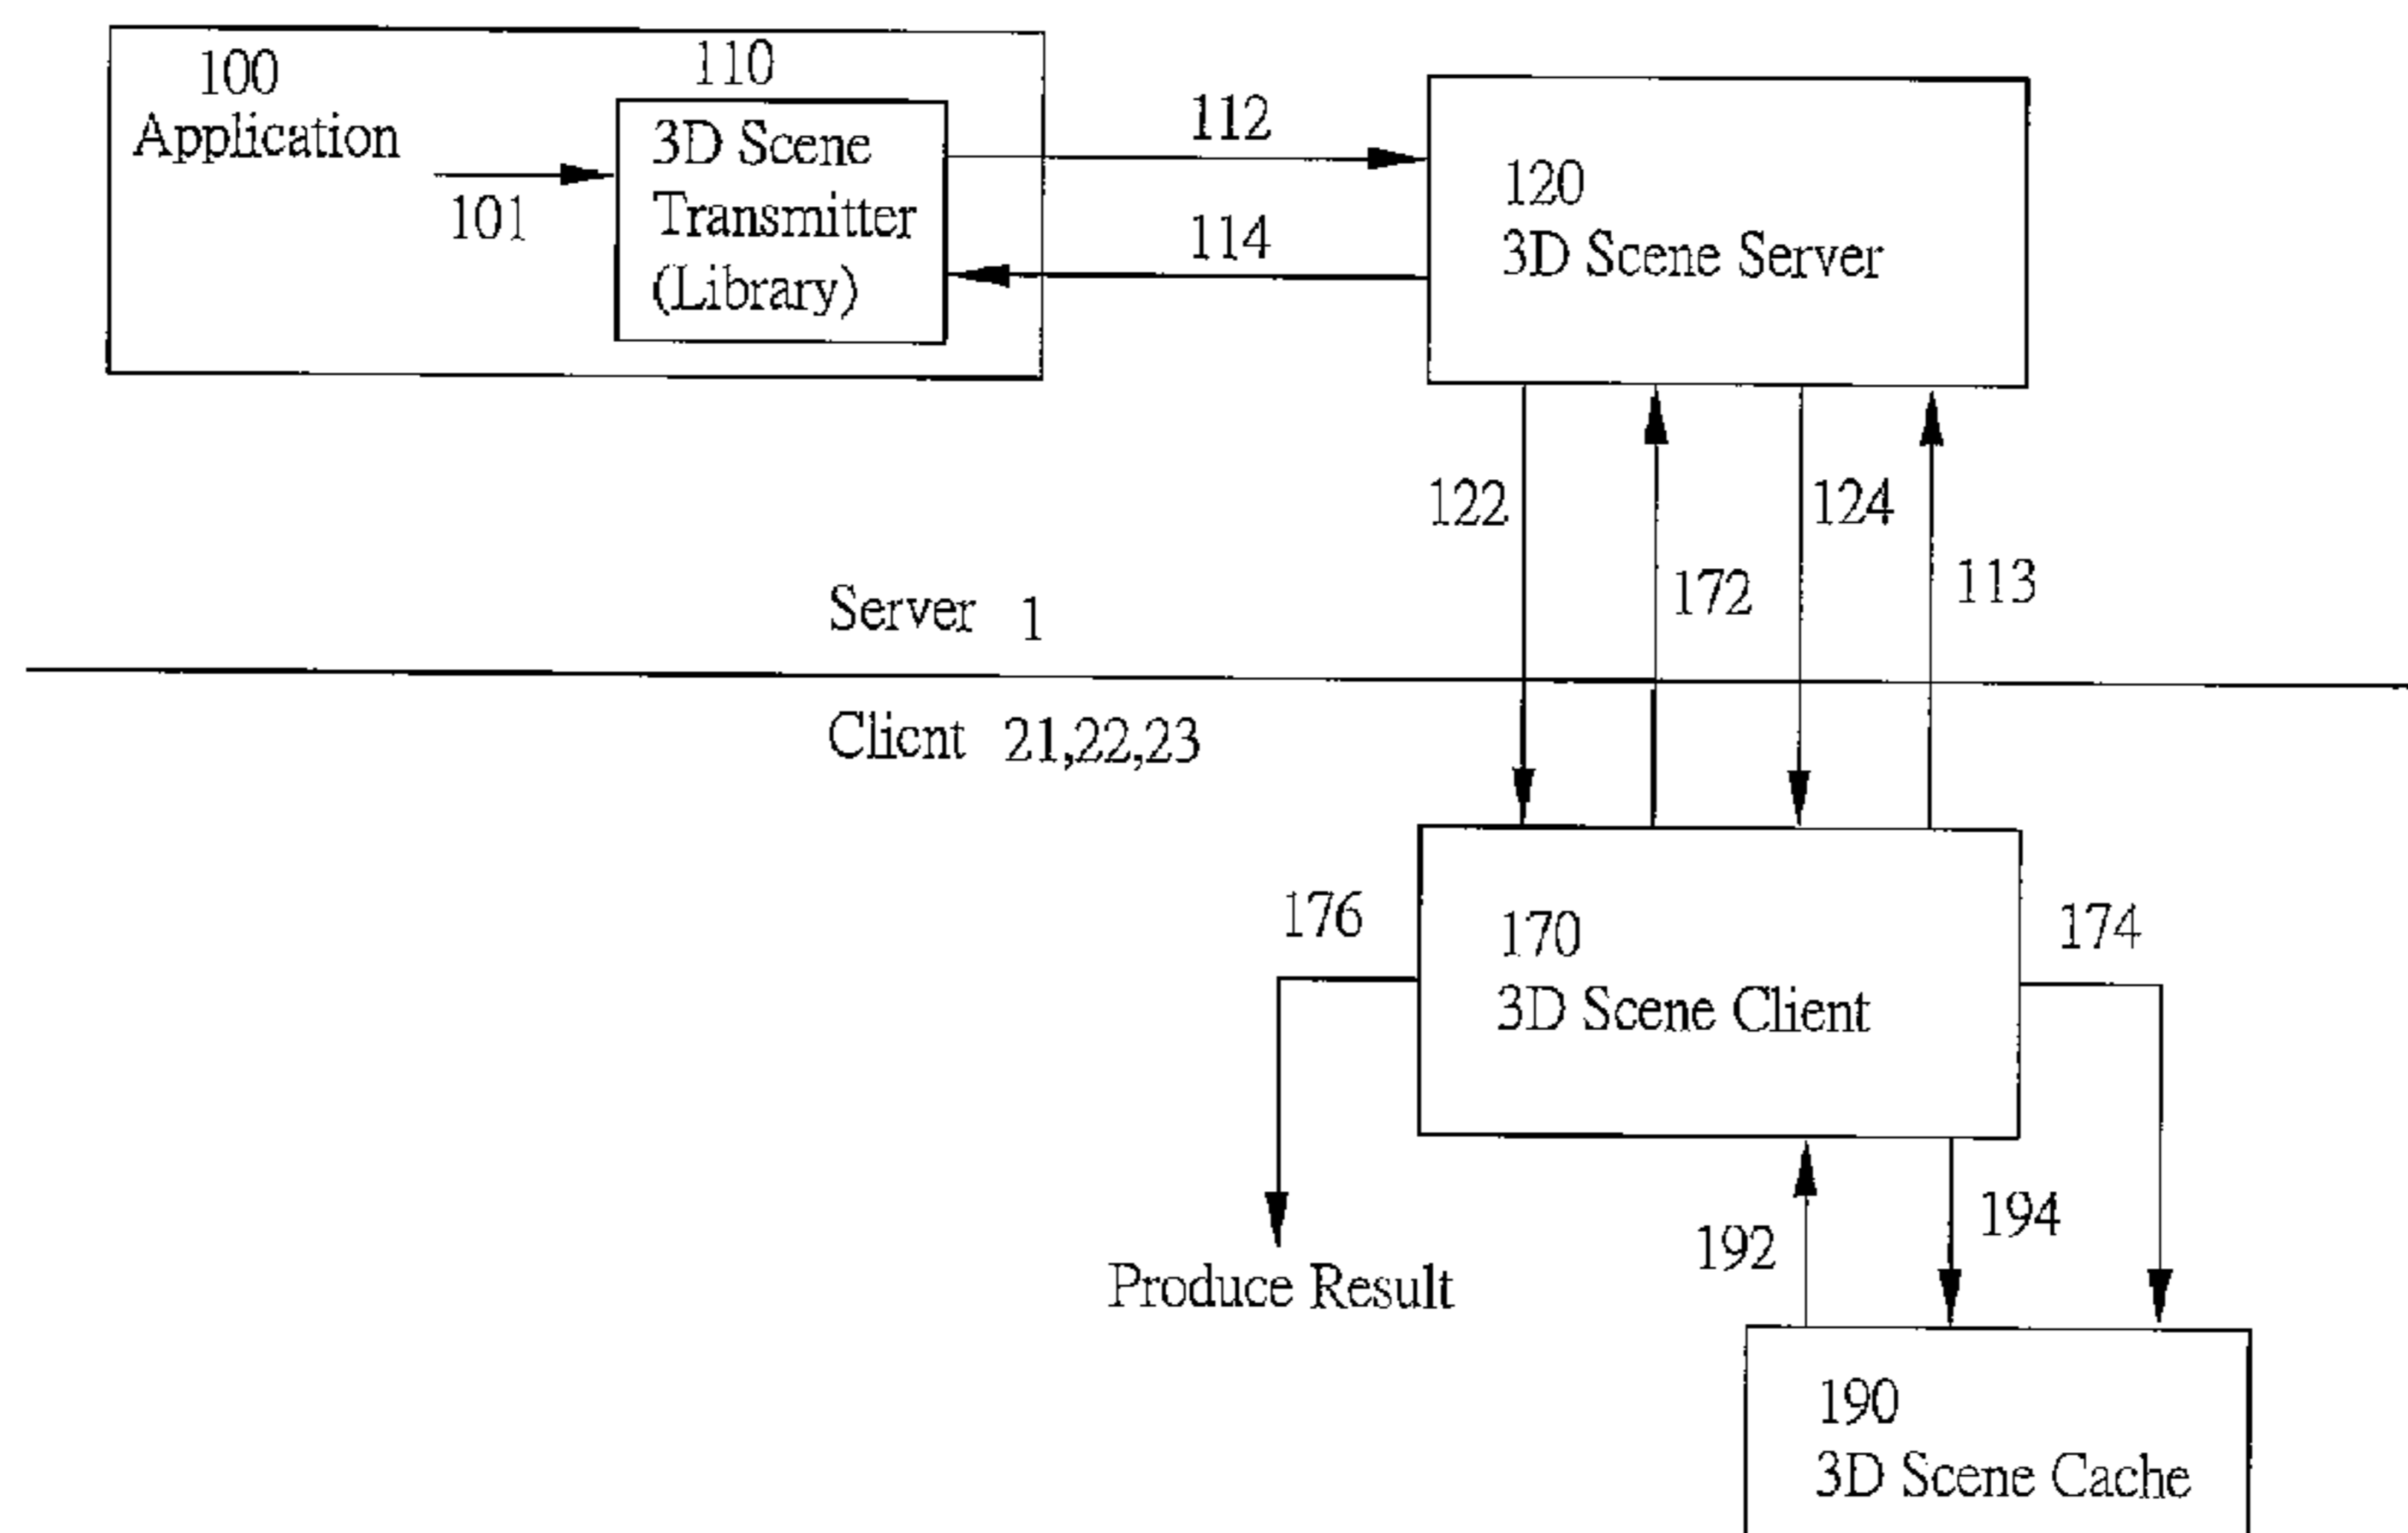 100
Application
101
110
3D Scene
Transmitter
(Library)
112
114
120
3D Scene Server
122
172
124
113
Server 1
Client 21,22,23
176
170
3D Scene Client
174
Produce Result
192
194
190
3D Scene Cache